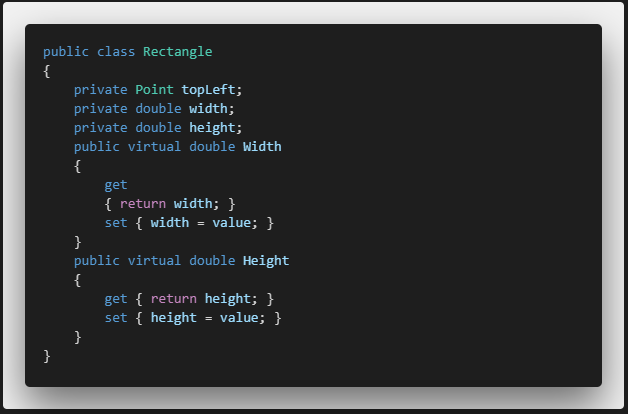 public class Rectangle
{
    private Point topLeft;
    private double width;
    private double height;
    public virtual double Width
    {
        get
        { return width; }
        set { width = value; }
    }
    public virtual double Height
    {
        get { return height; }
        set { height = value; }
    }
}